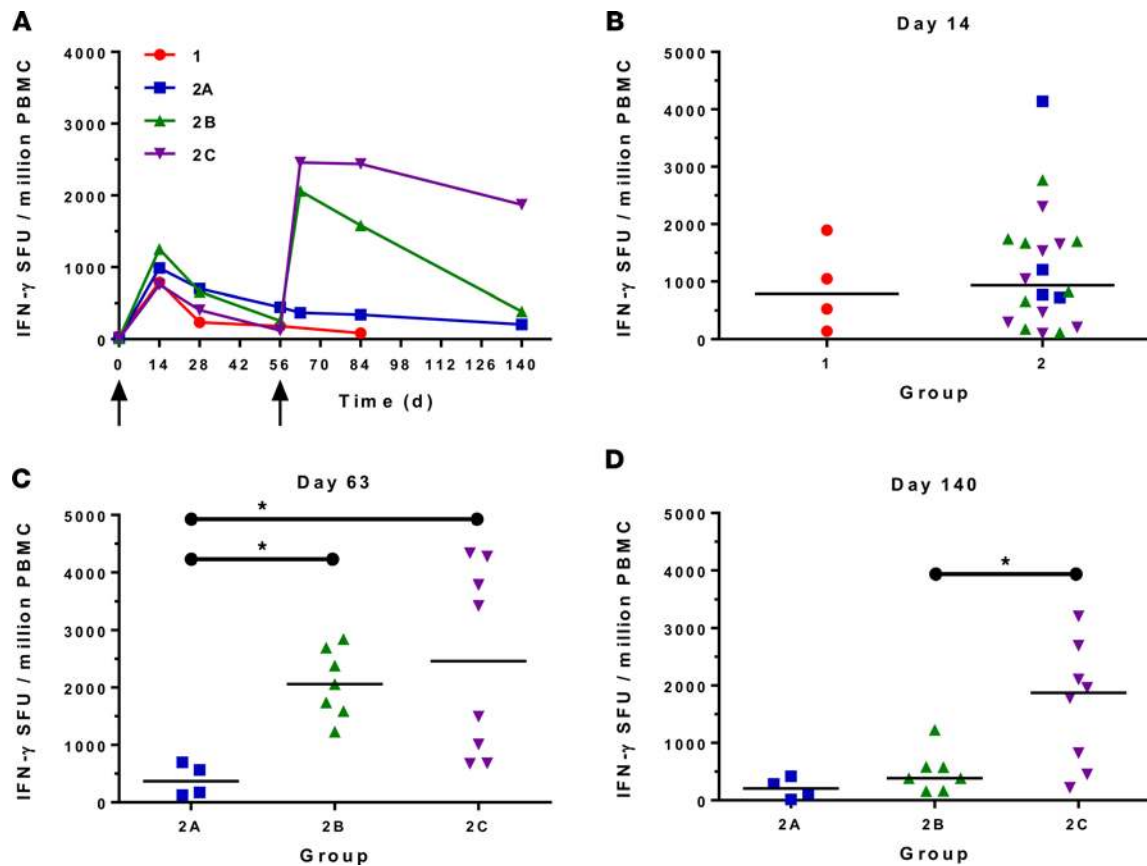 A
IFN-γ SFU / million PBMC
4000
3000
2000
1000
0
1
2A
2B
2C
0 14 28 42 56 70 84 98 112 126 140
Time (d)
B
Day 14
IFN-γ SFU / million PBMC
5000
4000
3000
2000
1000
0
1 2
Group
C
Day 63
IFN-γ SFU / million PBMC
5000
4000
3000
2000
1000
0
*
*
2A 2B 2C
Group
D
Day 140
IFN-γ SFU / million PBMC
5000
4000
3000
2000
1000
0
*
2A 2B 2C
Group